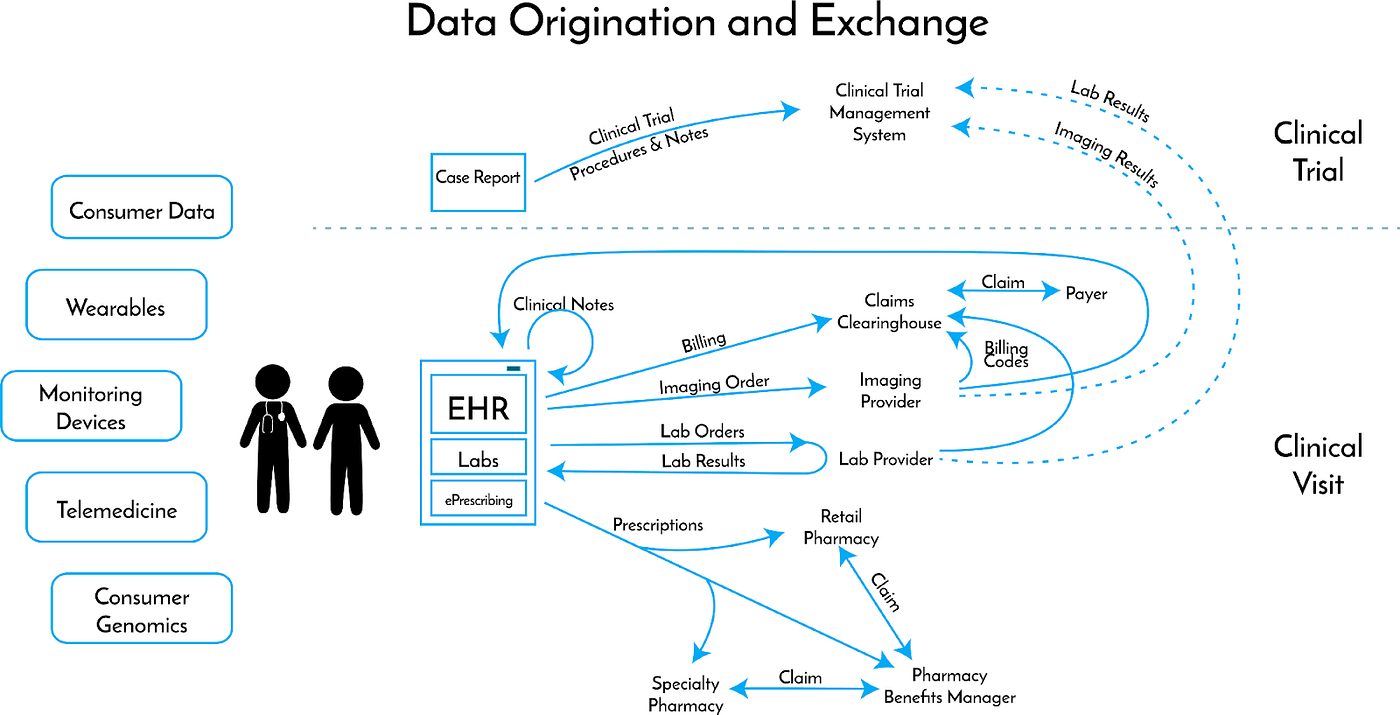 Data Origination and Exchange
Clinical Trial
Management
System
Lab Results
Imaging Results
Clinical
Trial
Clinical Trial
Procedures & Notes
Case Report
Consumer Data
Wearables
Monitoring
Devices
Telemedicine
Consumer
Genomics
Clinical Notes
EHR
Labs
ePrescribing
Billing
Imaging Order
Lab Orders
Lab Results
Prescriptions
Claims
Clearinghouse
Claim
Payer
Billing
Codes
Imaging
Provider
Lab Provider
Clinical
Visit
Retail
Pharmacy
Claim
Specialty
Pharmacy
Claim
Pharmacy
Benefits Manager